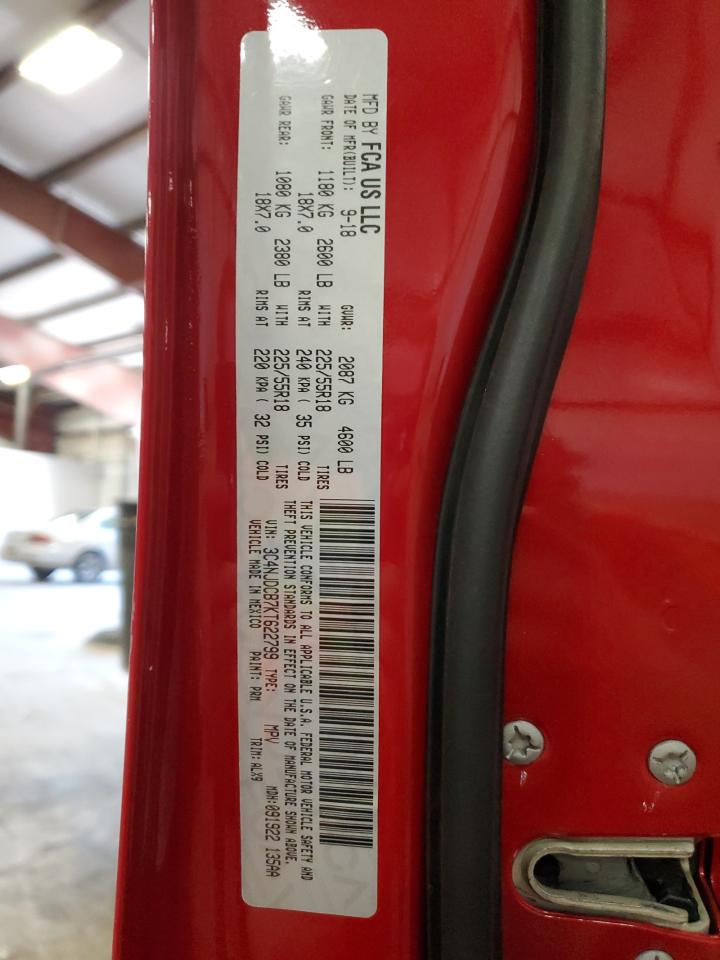 MFD BY FCA US LLC
DATE OF MFR(BUILT): 9-18 GVWR: 2087 KG 4600 LB
GAWR FRONT: 1180 KG 2600 LB WITH 225/55R18 TIRES
18X7.0 RIMS AT 240 KPA( 35 PSI) COLD
GAWR REAR: 1080 KG 2380 LB WITH 225/55R18 TIRES
18X7.0 RIMS AT 220 KPA( 32 PSI) COLD
THIS VEHICLE CONFORMS TO ALL APPLICABLE U.S.A. FEDERAL MOTOR VEHICLE SAFETY AND
THEFT PREVENTION STANDARDS IN EFFECT ON THE DATE OF MANUFACTURE SHOWN ABOVE.
VIN: 3C4NJDCB7KT622799 TYPE: MPV MDH:091922 135AA
VEHICLE MADE IN MEXICO PAINT: PRM TRIM:ALX9